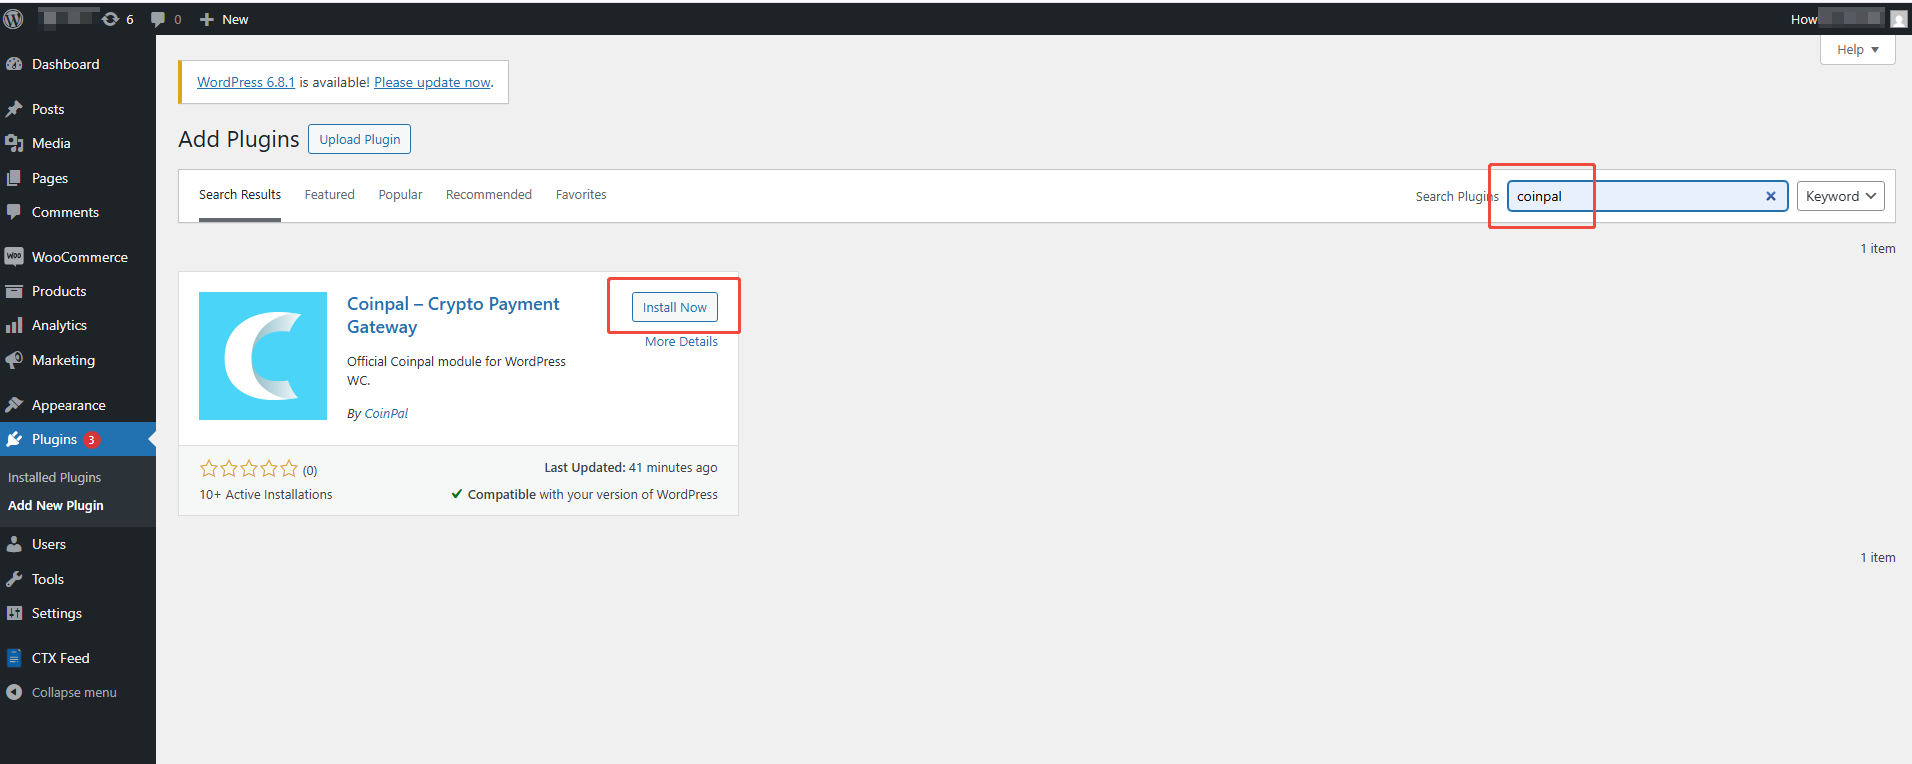 6 0 New
How
Help
Dashboard
Posts
Media
Pages
Comments
WooCommerce
Products
Analytics
Marketing
Appearance
Plugins 3
Installed Plugins
Add New Plugin
Users
Tools
Settings
CTX Feed
Collapse menu
WordPress 6.8.1 is available! Please update now.
Add Plugins Upload Plugin
Search Results Featured Popular Recommended Favorites
Search Plugins coinpal Keyword
1 item
Coinpal – Crypto Payment
Gateway
Install Now
More Details
Official Coinpal module for WordPress
WC.
By CoinPal
(0)
Last Updated: 41 minutes ago
10+ Active Installations
Compatible with your version of WordPress
1 item